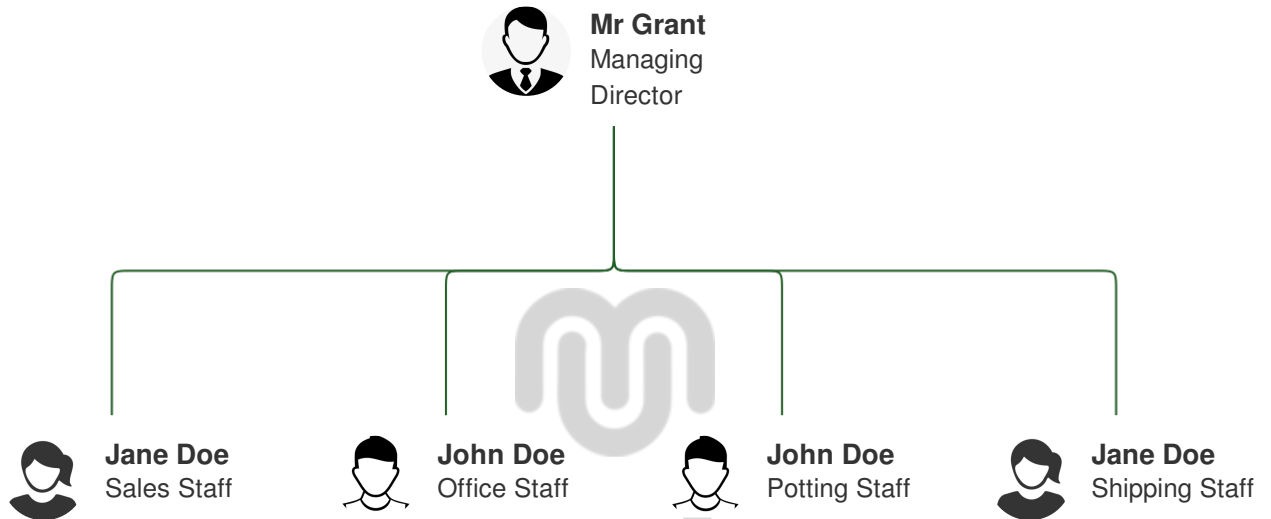 Mr Grant
Managing
Director
Jane Doe
Sales Staff
John Doe
Office Staff
John Doe
Potting Staff
Jane Doe
Shipping Staff